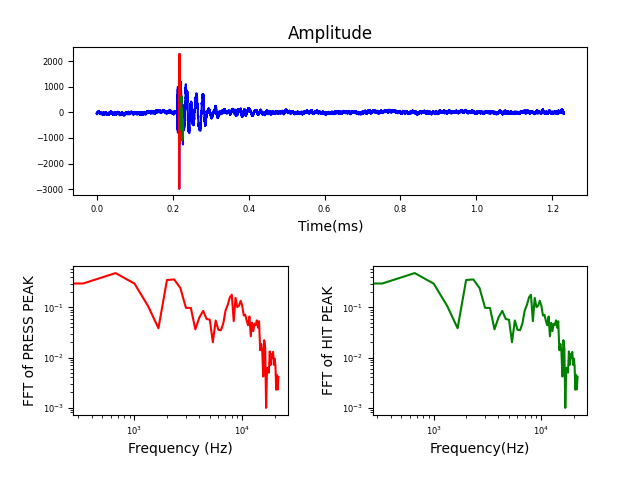 Amplitude
2000
1000
0
−1000
−2000
−3000
0.0 0.2 0.4 0.6 0.8 1.0 1.2
Time(ms)
FFT of PRESS PEAK
10⁻¹
10⁻²
10⁻³
10³ 10⁴
Frequency (Hz)
FFT of HIT PEAK
10⁻¹
10⁻²
10⁻³
10³ 10⁴
Frequency(Hz)